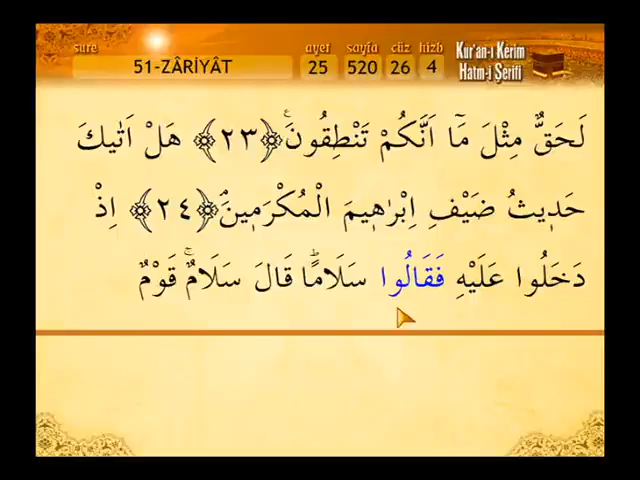 sure ayet sayfa cüz hizb
51-ZÂRİYÂT 25 520 26 4
Kur'an-ı Kerim
Hatm-i Şerifi
لَحَقٌّ مِثْلَ مَٓا اَنَّكُمْ تَنْطِقُونَۚ ﴿٢٣﴾ هَلْ اَتٰيكَ
حَد۪يثُ ضَيْفِ اِبْرٰه۪يمَ الْمُكْرَم۪ينَۢ ﴿٢٤﴾ اِذْ
دَخَلُوا عَلَيْهِ فَقَالُوا سَلَامًاۜ قَالَ سَلَامٌۚ قَوْمٌ